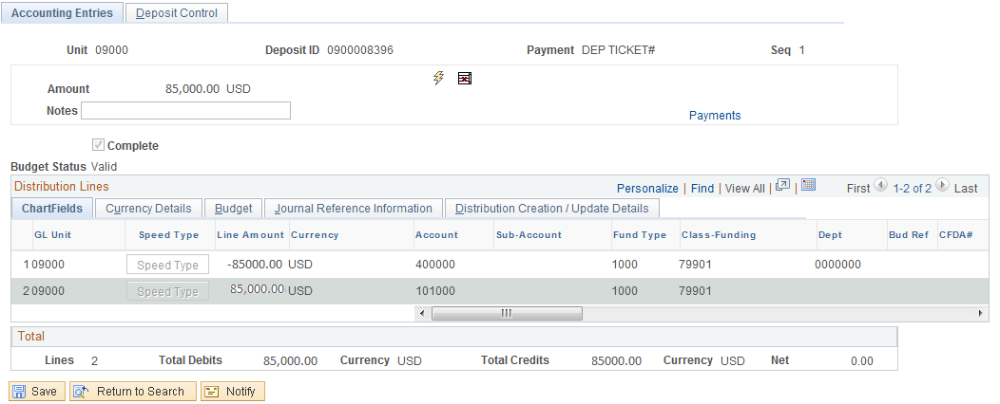 Accounting Entries Deposit Control
Unit 09000 Deposit ID 0900008396 Payment DEP TICKET# Seq 1
Amount 85,000.00 USD
Notes
Payments
Complete
Budget Status Valid
Distribution Lines Personalize | Find | View All | | First 1-2 of 2 Last
ChartFields Currency Details Budget Journal Reference Information Distribution Creation / Update Details
GL Unit Speed Type Line Amount Currency Account Sub-Account Fund Type Class-Funding Dept Bud Ref CFDA#
1 09000 Speed Type -85000.00 USD 400000 1000 79901 0000000
2 09000 Speed Type 85,000.00 USD 101000 1000 79901
Total
Lines 2 Total Debits 85,000.00 Currency USD Total Credits 85000.00 Currency USD Net 0.00
Save Return to Search Notify